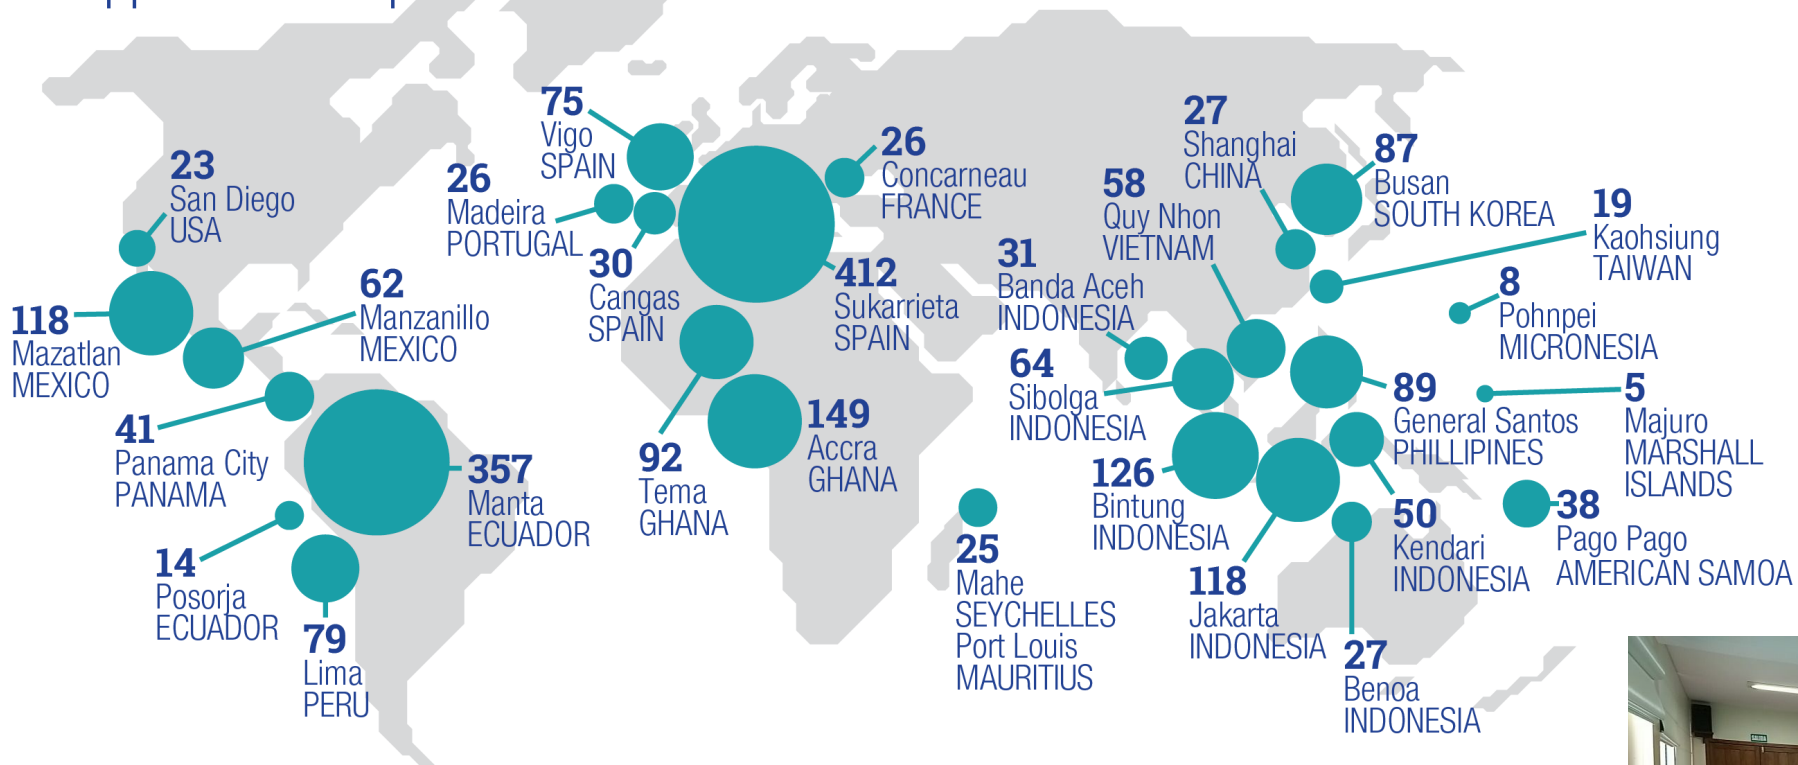 75
Vigo
SPAIN
26
Concarneau
FRANCE
27
Shanghai
CHINA
87
Busan
SOUTH KOREA
23
San Diego
USA
26
Madeira
PORTUGAL
58
Quy Nhon
VIETNAM
19
Kaohsiung
TAIWAN
30
Cangas
SPAIN
412
Sukarrieta
SPAIN
31
Banda Aceh
INDONESIA
8
Pohnpei
MICRONESIA
62
Manzanillo
MEXICO
118
Mazatlan
MEXICO
64
Sibolga
INDONESIA
89
General Santos
PHILLIPINES
5
Majuro
MARSHALL
ISLANDS
41
Panama City
PANAMA
357
Manta
ECUADOR
92
Tema
GHANA
149
Accra
GHANA
126
Bintung
INDONESIA
50
Kendari
INDONESIA
38
Pago Pago
AMERICAN SAMOA
14
Posorja
ECUADOR
79
Lima
PERU
25
Mahe
SEYCHELLES
Port Louis
MAURITIUS
118
Jakarta
INDONESIA
27
Benoa
INDONESIA